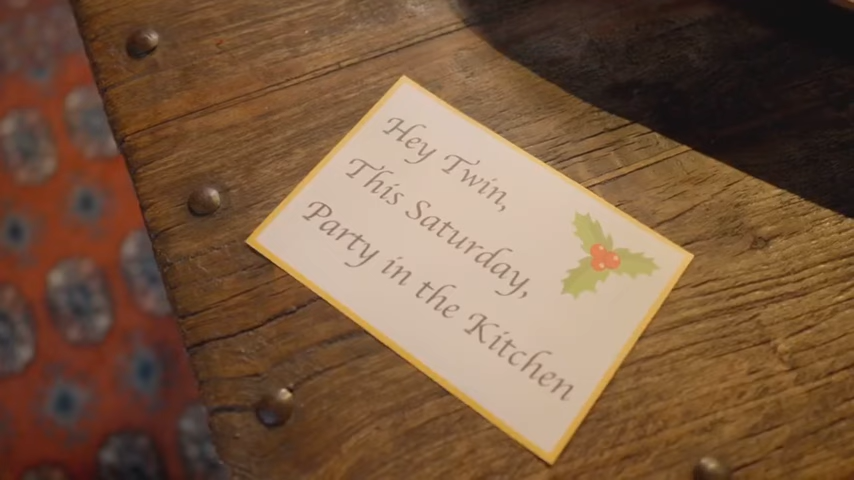 Hey Twin,
This Saturday,
Party in the Kitchen